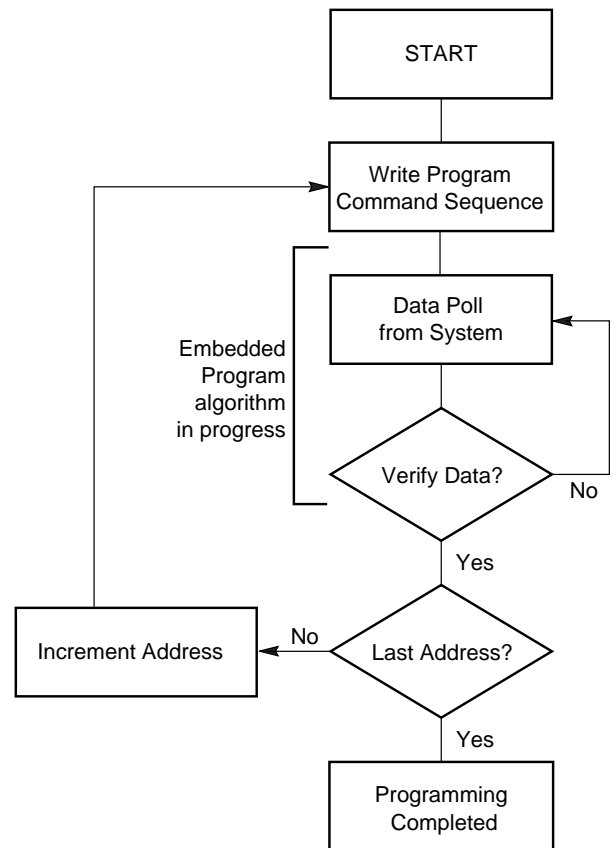 START
Write Program
Command Sequence
Data Poll
from System
Embedded
Program
algorithm
in progress
Verify Data?
No
Yes
Increment Address
No
Last Address?
Yes
Programming
Completed